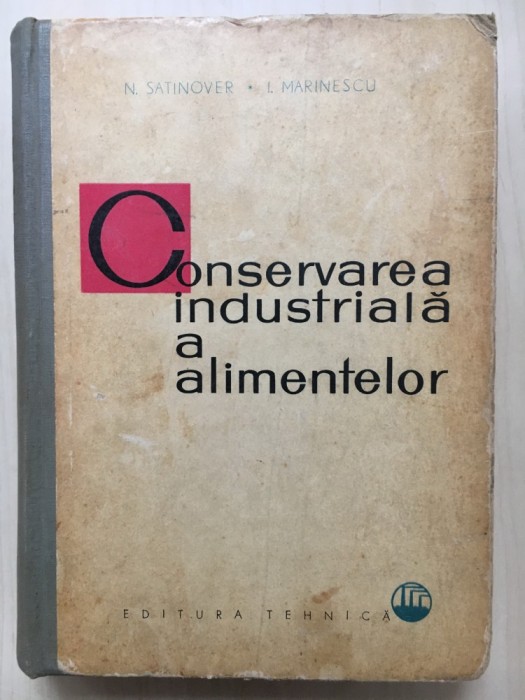 N. SATINOVER • I. MARINESCU
Conservarea
industrială
a
alimentelor
EDITURA TEHNICĂ